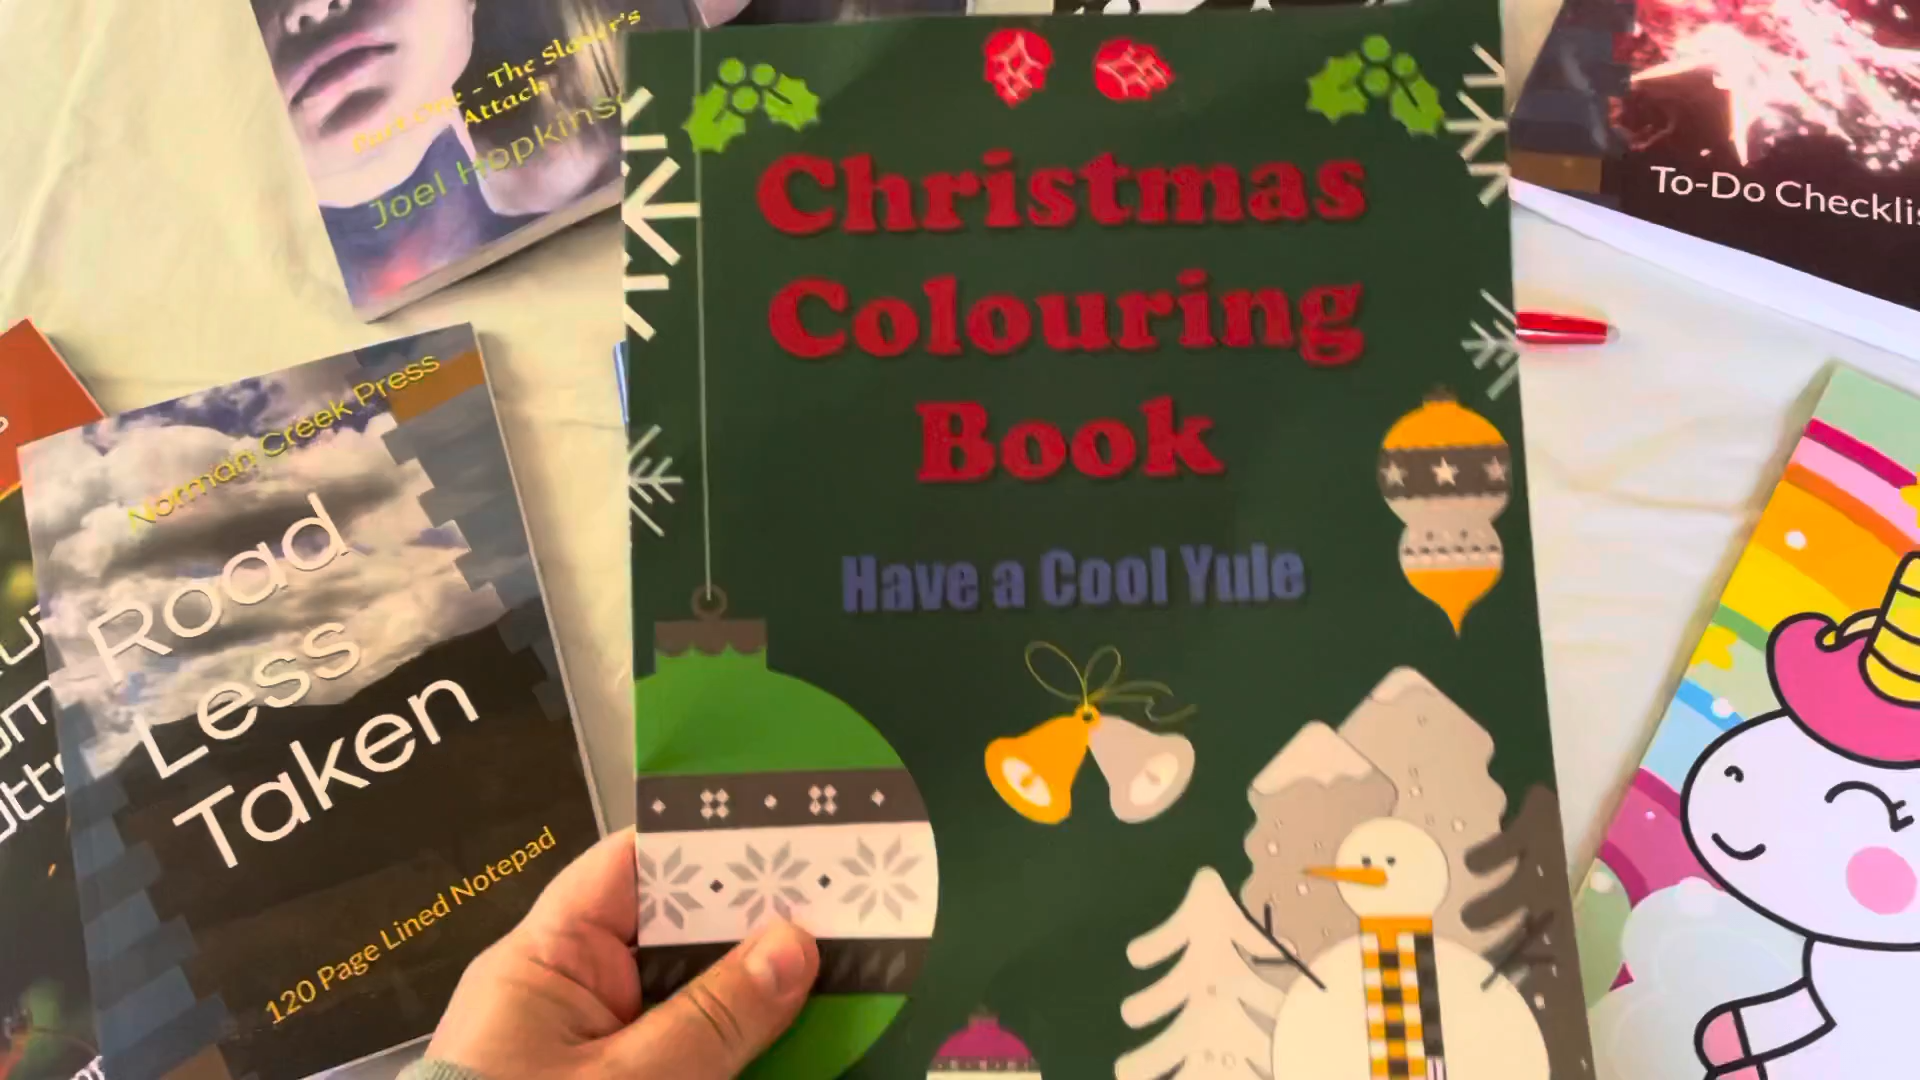 Part One - The Slayer's
Attack
Joel Hopkins
Christmas
Colouring
Book
Have a Cool Yule
To-Do Checklis
Norman Creek Press
Road
Less
Taken
120 Page Lined Notepad